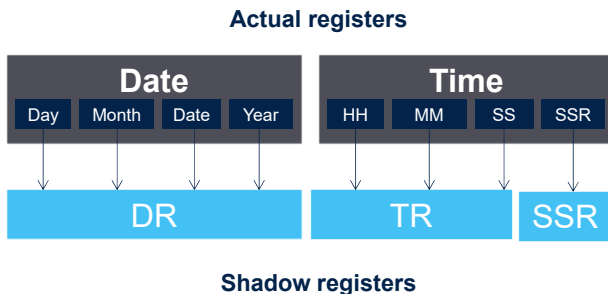 Actual registers
Date Time
Day Month Date Year HH MM SS SSR
DR TR SSR
Shadow registers